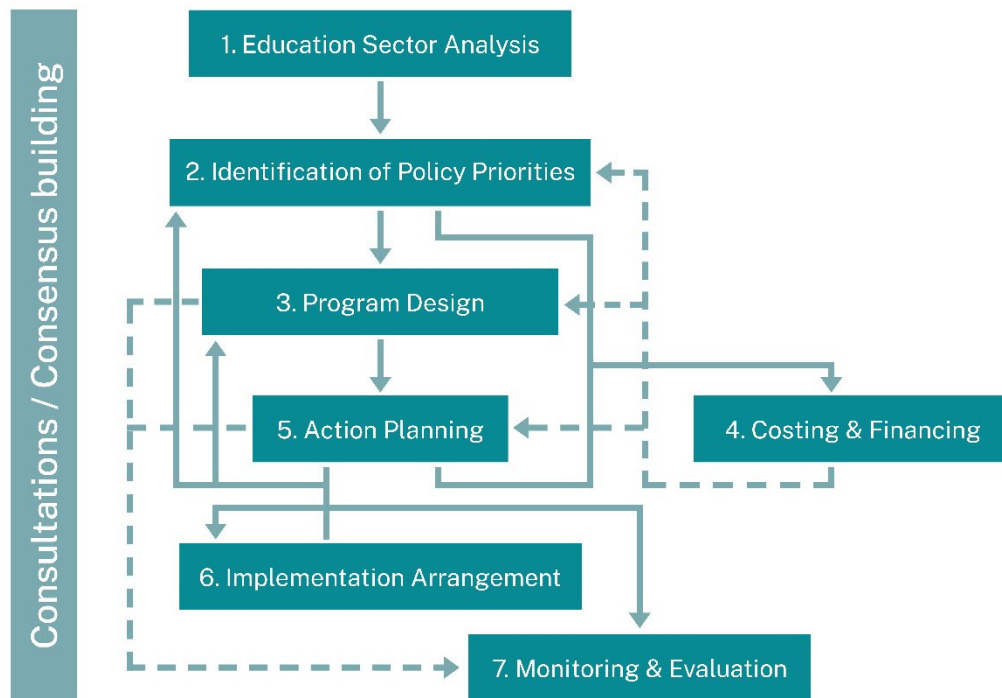 Consultations / Consensus building
1. Education Sector Analysis
2. Identification of Policy Priorities
3. Program Design
5. Action Planning
4. Costing & Financing
6. Implementation Arrangement
7. Monitoring & Evaluation